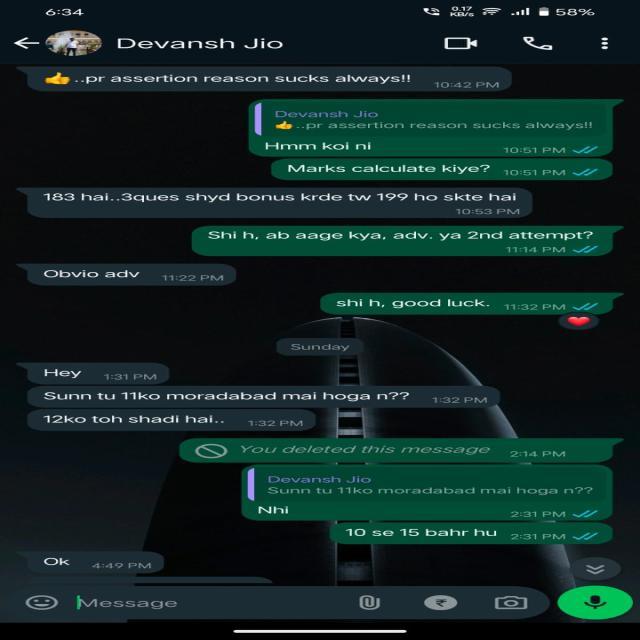 6:34
0.17
KB/s
58%
Devansh Jio
👍..pr assertion reason sucks always!!
10:42 PM
Devansh Jio
👍..pr assertion reason sucks always!!
Hmm koi ni
10:51 PM
Marks calculate kiye? 10:51 PM
183 hai..3ques shyd bonus krde tw 199 ho skte hai
10:53 PM
Shi h, ab aage kya, adv. ya 2nd attempt?
11:14 PM
Obvio adv 11:22 PM
shi h, good luck. 11:32 PM
❤️
Sunday
Hey 1:31 PM
Sunn tu 11ko moradabad mai hoga n?? 1:32 PM
12ko toh shadi hai.. 1:32 PM
You deleted this message 2:14 PM
Devansh Jio
Sunn tu 11ko moradabad mai hoga n??
Nhi 2:31 PM
10 se 15 bahr hu 2:31 PM
Ok 4:49 PM
Message
₹